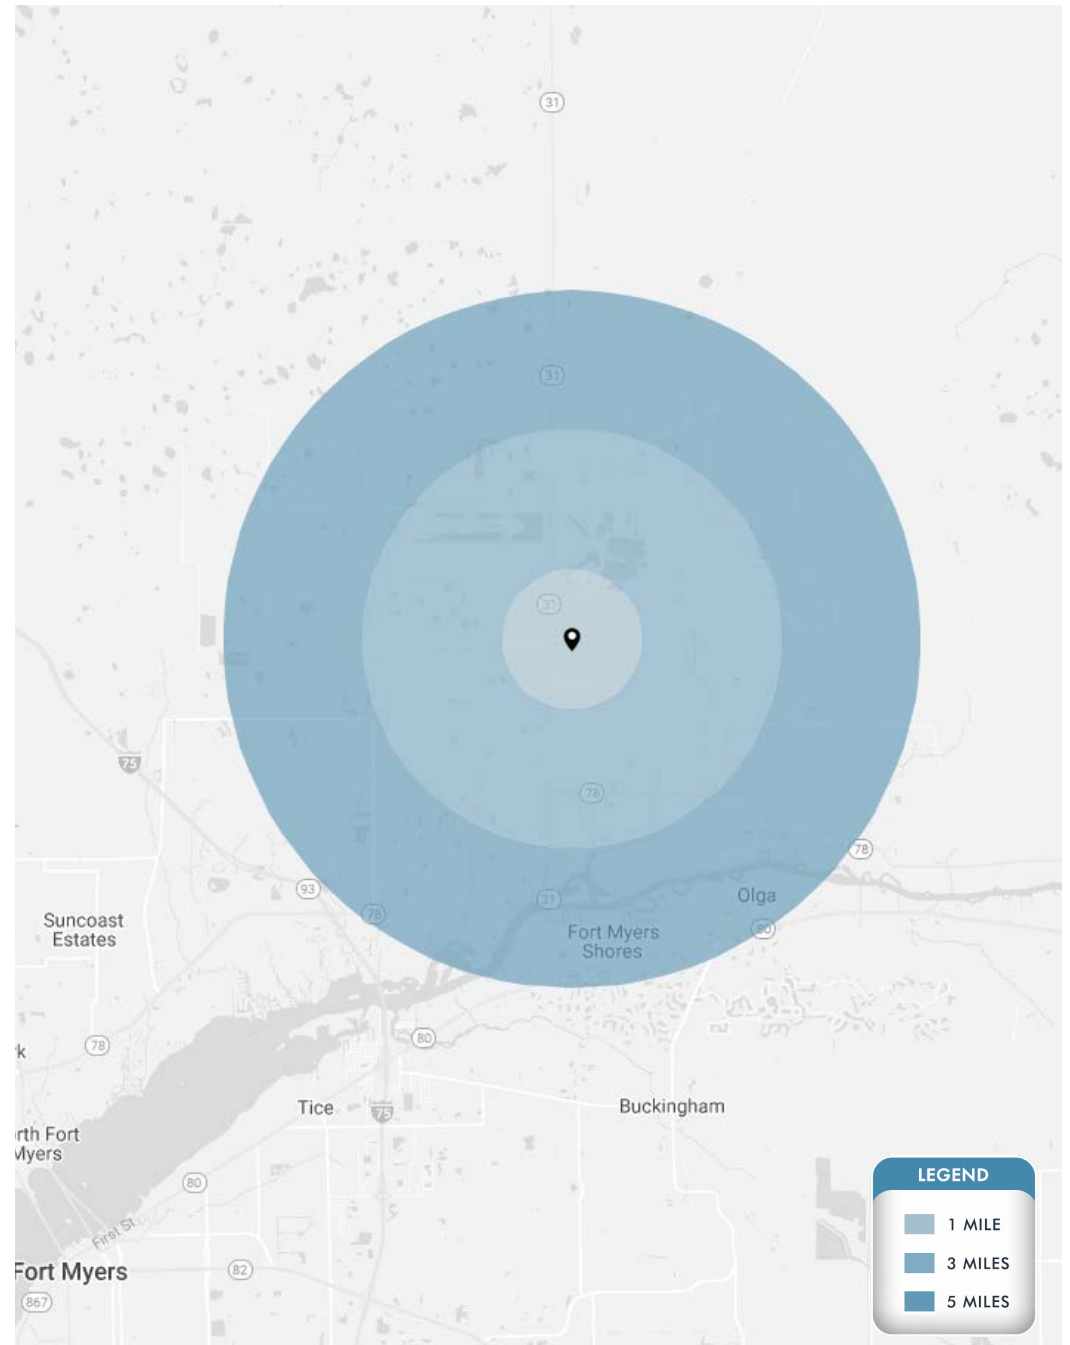 31
31
31
75
78
78
93
Olga
31
78
Suncoast
Estates
80
Fort Myers
Shores
80
78
k
Tice
75
Buckingham
rth Fort
Myers
80
First St
Fort Myers
82
867
LEGEND
1 MILE
3 MILES
5 MILES